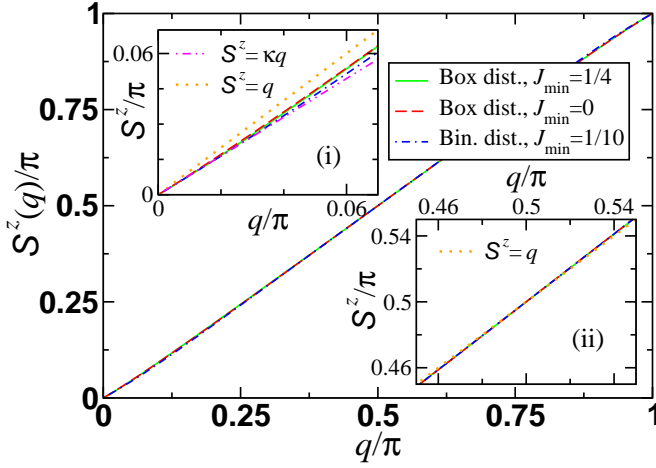 1
0.75
0.5
0.25
0
0
0.25
0.5
0.75
1
S^z(q)/π
q/π
0.06
0
0
0.06
S^z/π
q/π
S^z=κq
S^z=q
(i)
Box dist., J_min=1/4
Box dist., J_min=0
Bin. dist., J_min=1/10
q/π
0.46
0.5
0.54
0.54
0.5
0.46
S^z/π
S^z=q
(ii)